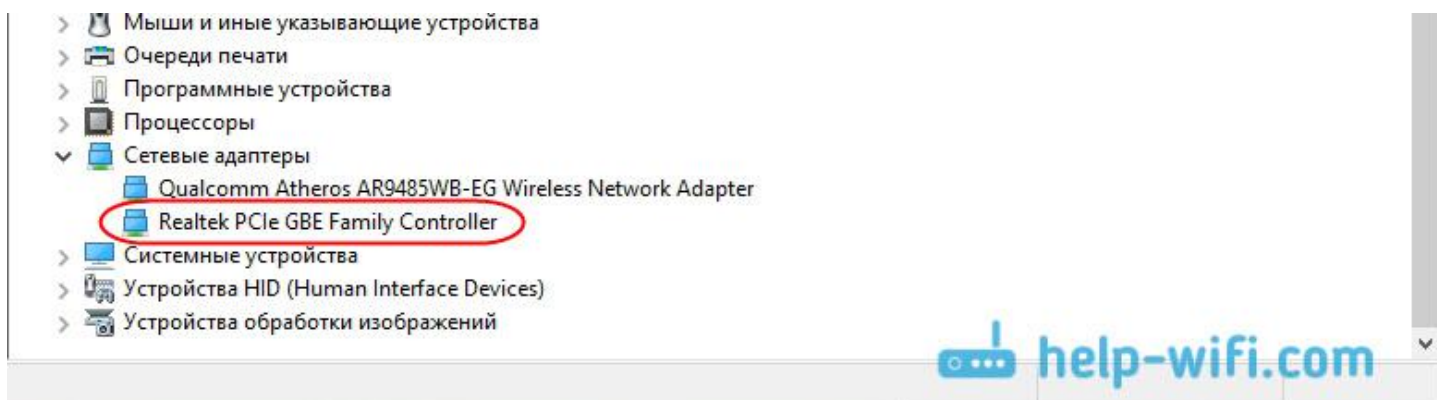 Мыши и иные указывающие устройства
Очереди печати
Программные устройства
Процессоры
Сетевые адаптеры
Qualcomm Atheros AR9485WB-EG Wireless Network Adapter
Realtek PCIe GBE Family Controller
Системные устройства
Устройства HID (Human Interface Devices)
Устройства обработки изображений
help-wifi.com